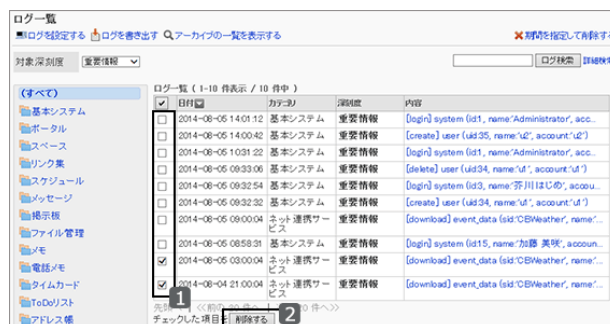 ログ一覧
ログを設定する ログを書き出す アーカイブの一覧を表示する 期間を指定して削除する
対象深刻度 重要情報 ログ検索 詳細検索
(すべて)
基本システム
ポータル
スペース
リンク集
スケジュール
メッセージ
掲示板
ファイル管理
メモ
電話メモ
タイムカード
ToDoリスト
アドレス帳
ログ一覧 ( 1-10 件表示 / 10 件中 )
日付 カテゴリ 深刻度 内容
2014-08-05 14:01:12 基本システム 重要情報 [login] system (id:1, name:'Administrator', acc...
2014-08-05 14:00:42 基本システム 重要情報 [create] user (uid:35, name:'u2', account:'u2')
2014-08-05 10:31:22 基本システム 重要情報 [login] system (id:1, name:'Administrator', acc...
2014-08-05 09:33:06 基本システム 重要情報 [delete] user (uid:34, name:'u1', account:'u1')
2014-08-05 09:32:54 基本システム 重要情報 [login] system (id:3, name:'芥川はじめ', accou...
2014-08-05 09:32:32 基本システム 重要情報 [create] user (uid:34, name:'u1', account:'u1')
2014-08-05 09:00:04 ネット連携サー 重要情報 [download] event_data (sid:'CBWeather', name:'...
ビス
2014-08-05 08:58:31 基本システム 重要情報 [login] system (id:15, name:'加藤 美咲', accoun...
2014-08-05 03:00:04 ネット連携サー 重要情報 [download] event_data (sid:'CBWeather', name:'...
ビス
2014-08-04 21:00:04 ネット連携サー 重要情報 [download] event_data (sid:'CBWeather', name:'...
ビス
1
先頭へ | <<前の 20 件へ | 20 件へ>>
チェックした項目を 削除する 2